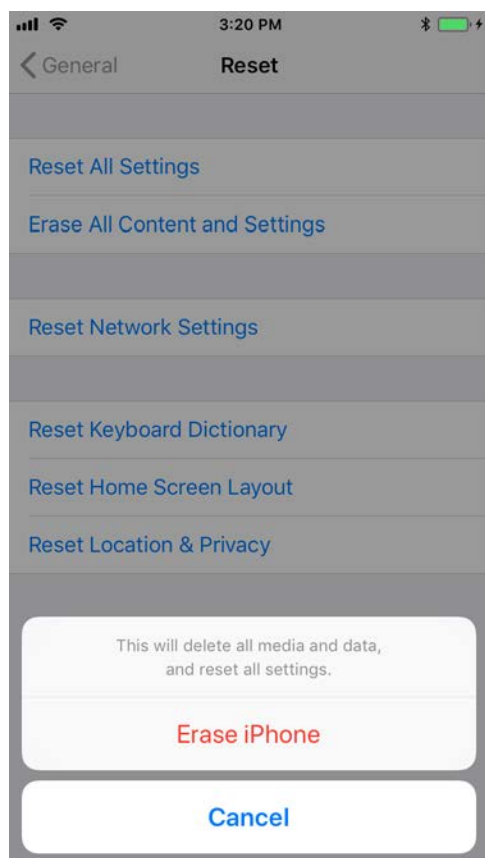 3:20 PM
General
Reset
Reset All Settings
Erase All Content and Settings
Reset Network Settings
Reset Keyboard Dictionary
Reset Home Screen Layout
Reset Location & Privacy
This will delete all media and data,
and reset all settings.
Erase iPhone
Cancel